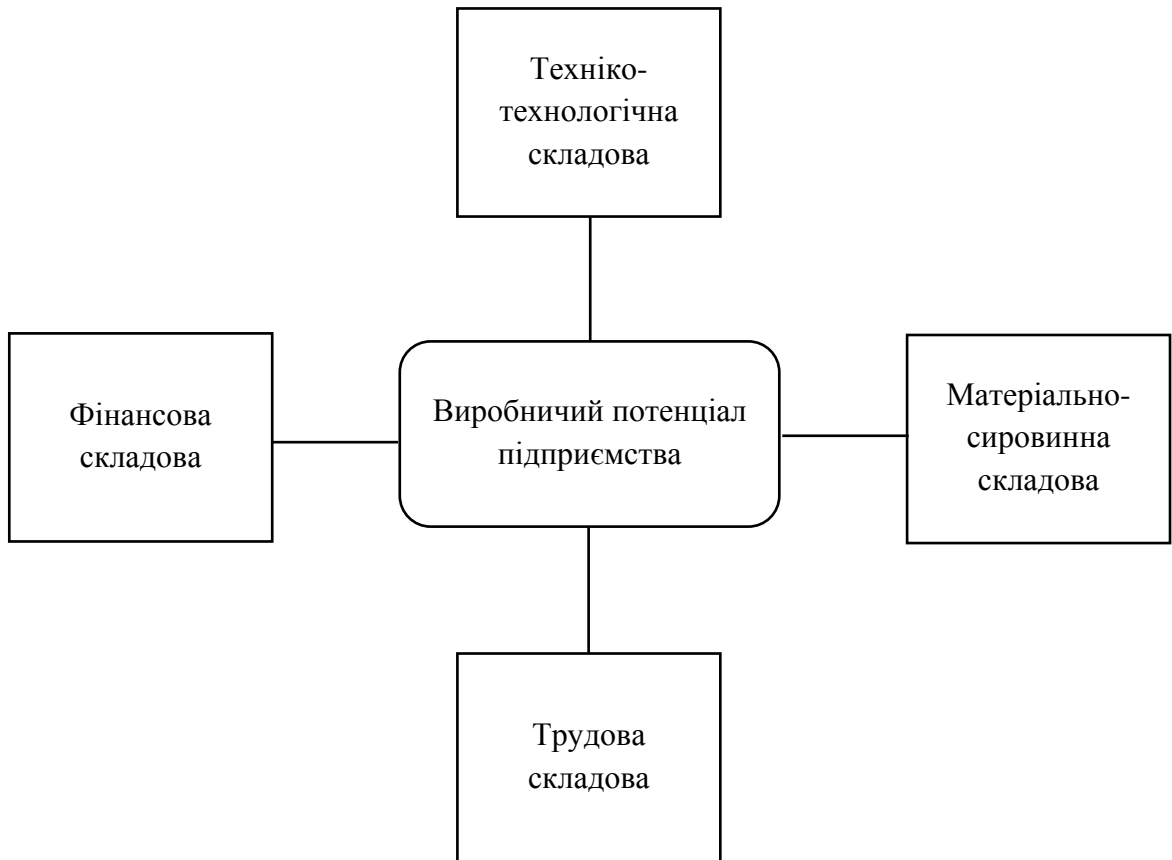 Техніко-
технологічна
складова
Фінансова
складова
Виробничий потенціал
підприємства
Матеріально-
сировинна
складова
Трудова
складова